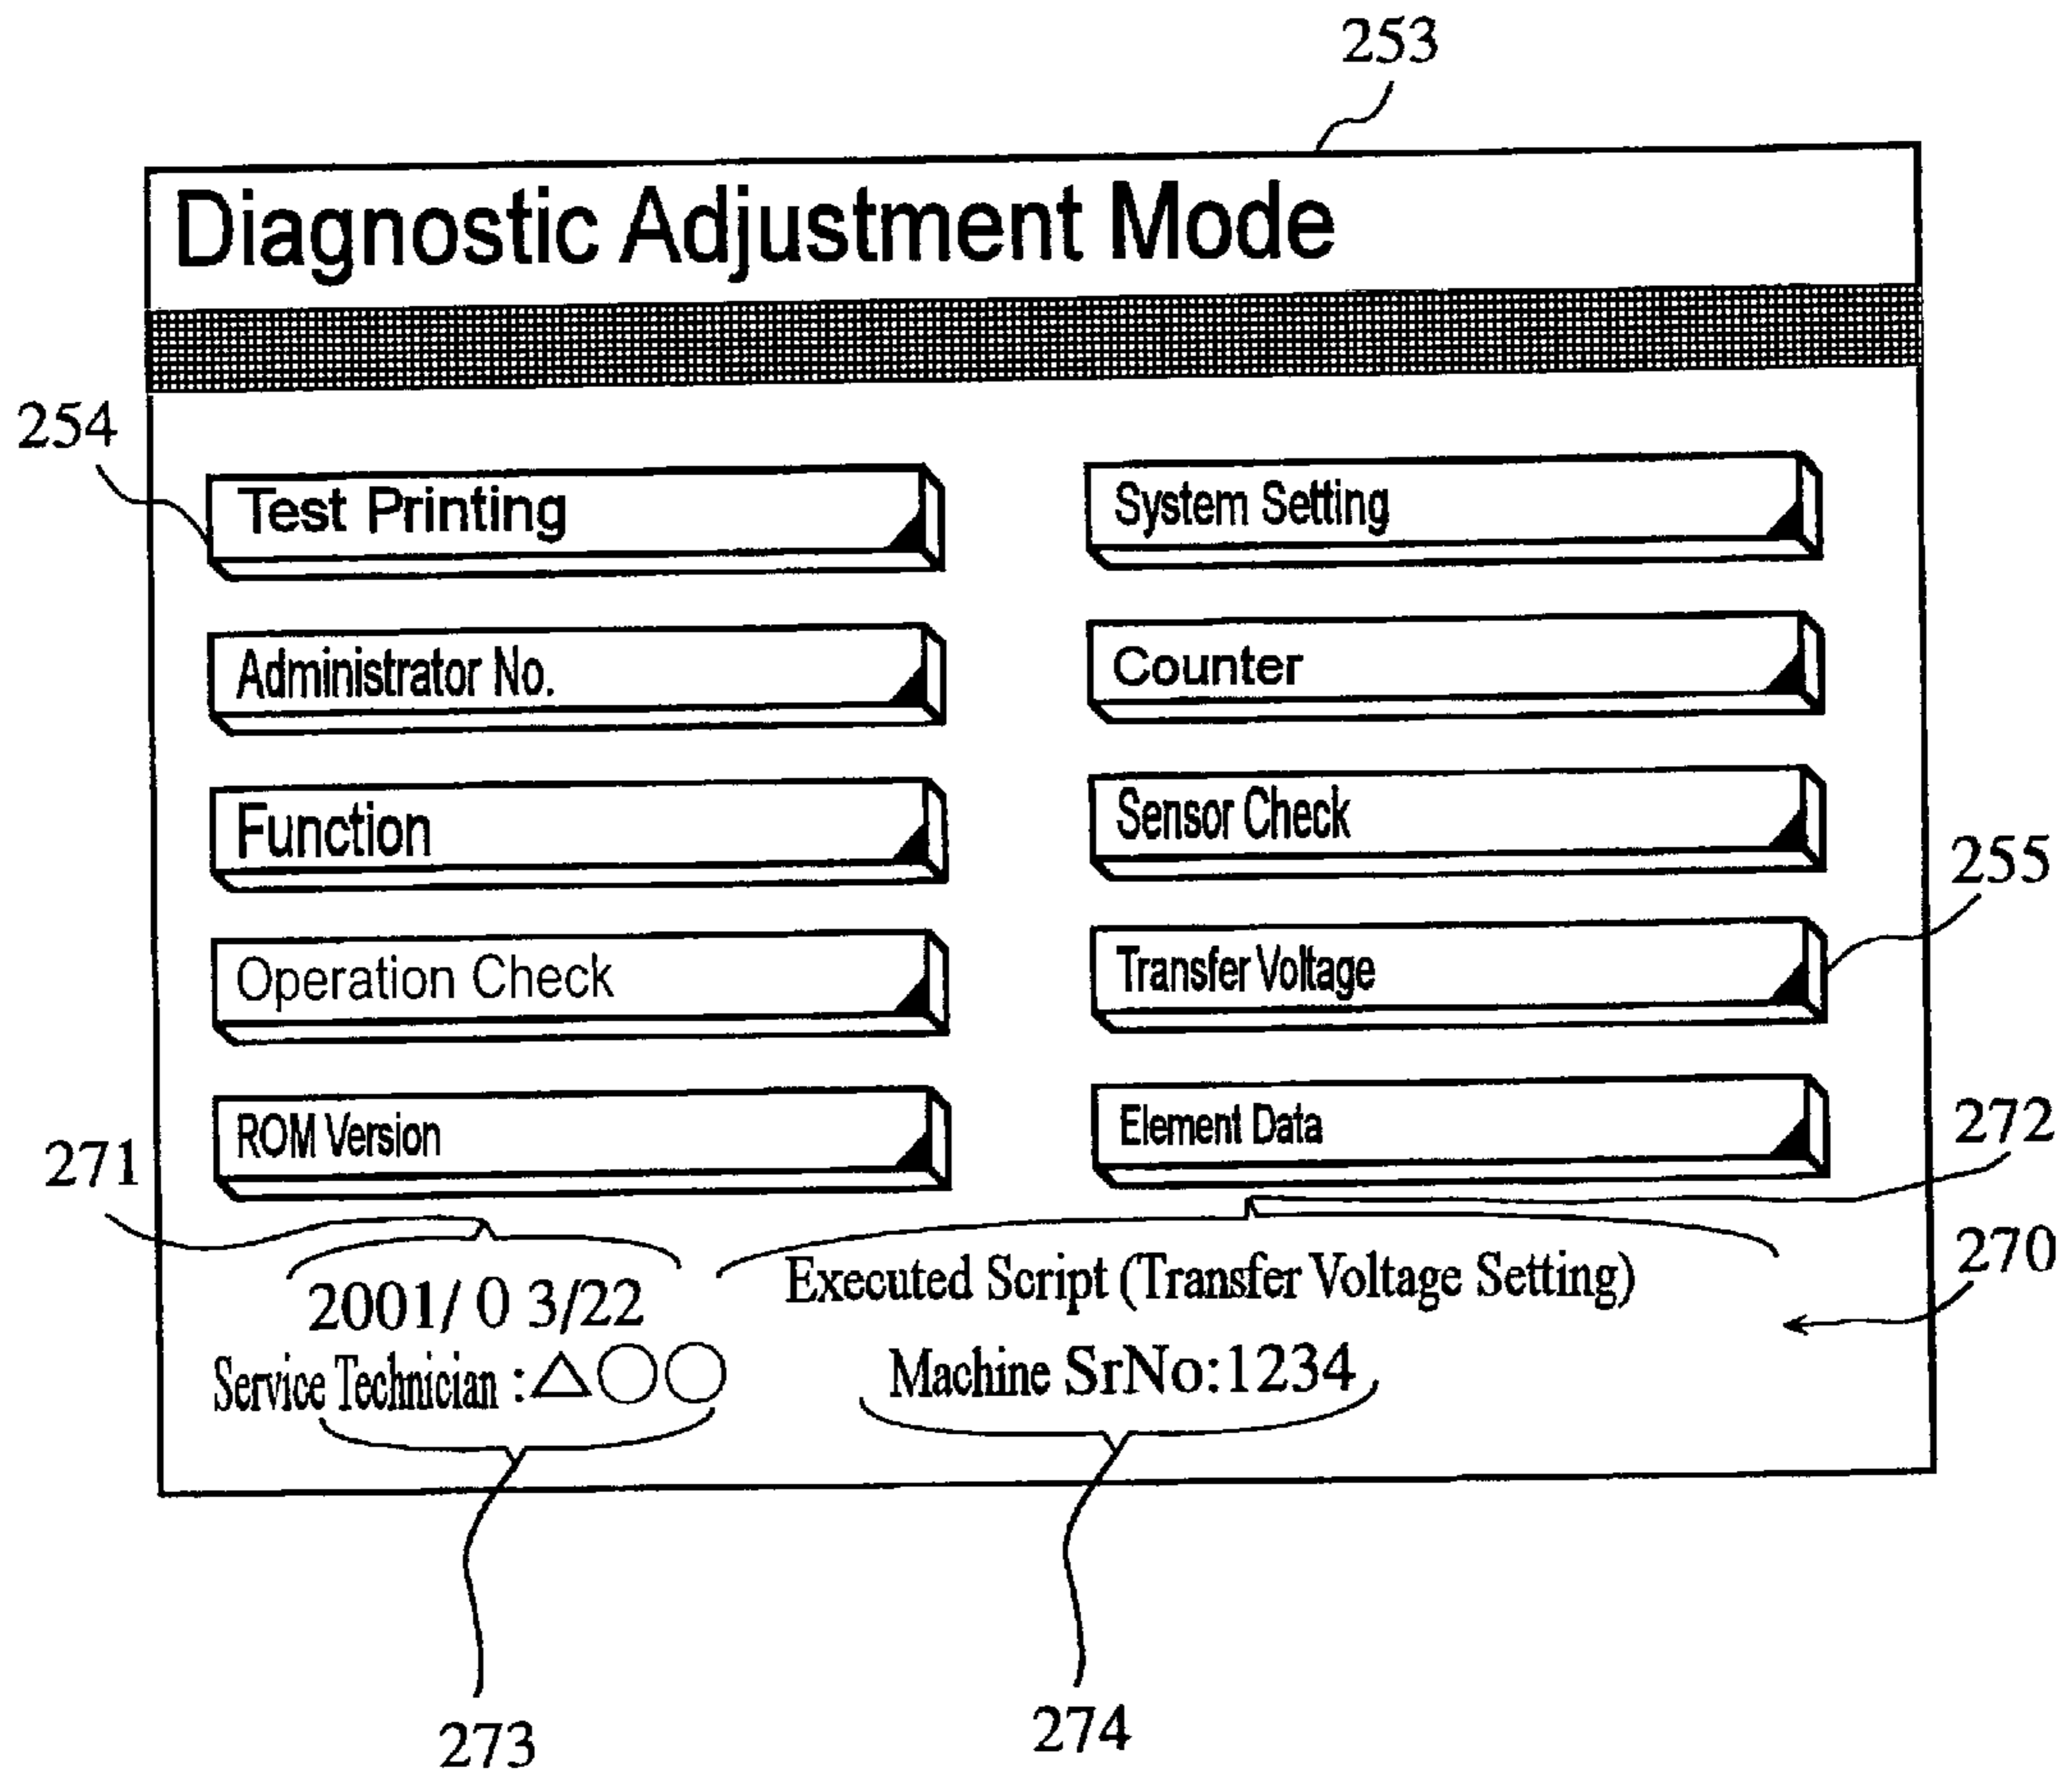 253
Diagnostic Adjustment Mode
254
Test Printing
System Setting
Administrator No.
Counter
Function
Sensor Check
255
Operation Check
Transfer Voltage
ROM Version
Element Data
271
272
270
2001/ 0 3/22
Executed Script (Transfer Voltage Setting)
Service Technician :△○○
Machine SrNo:1234
273
274